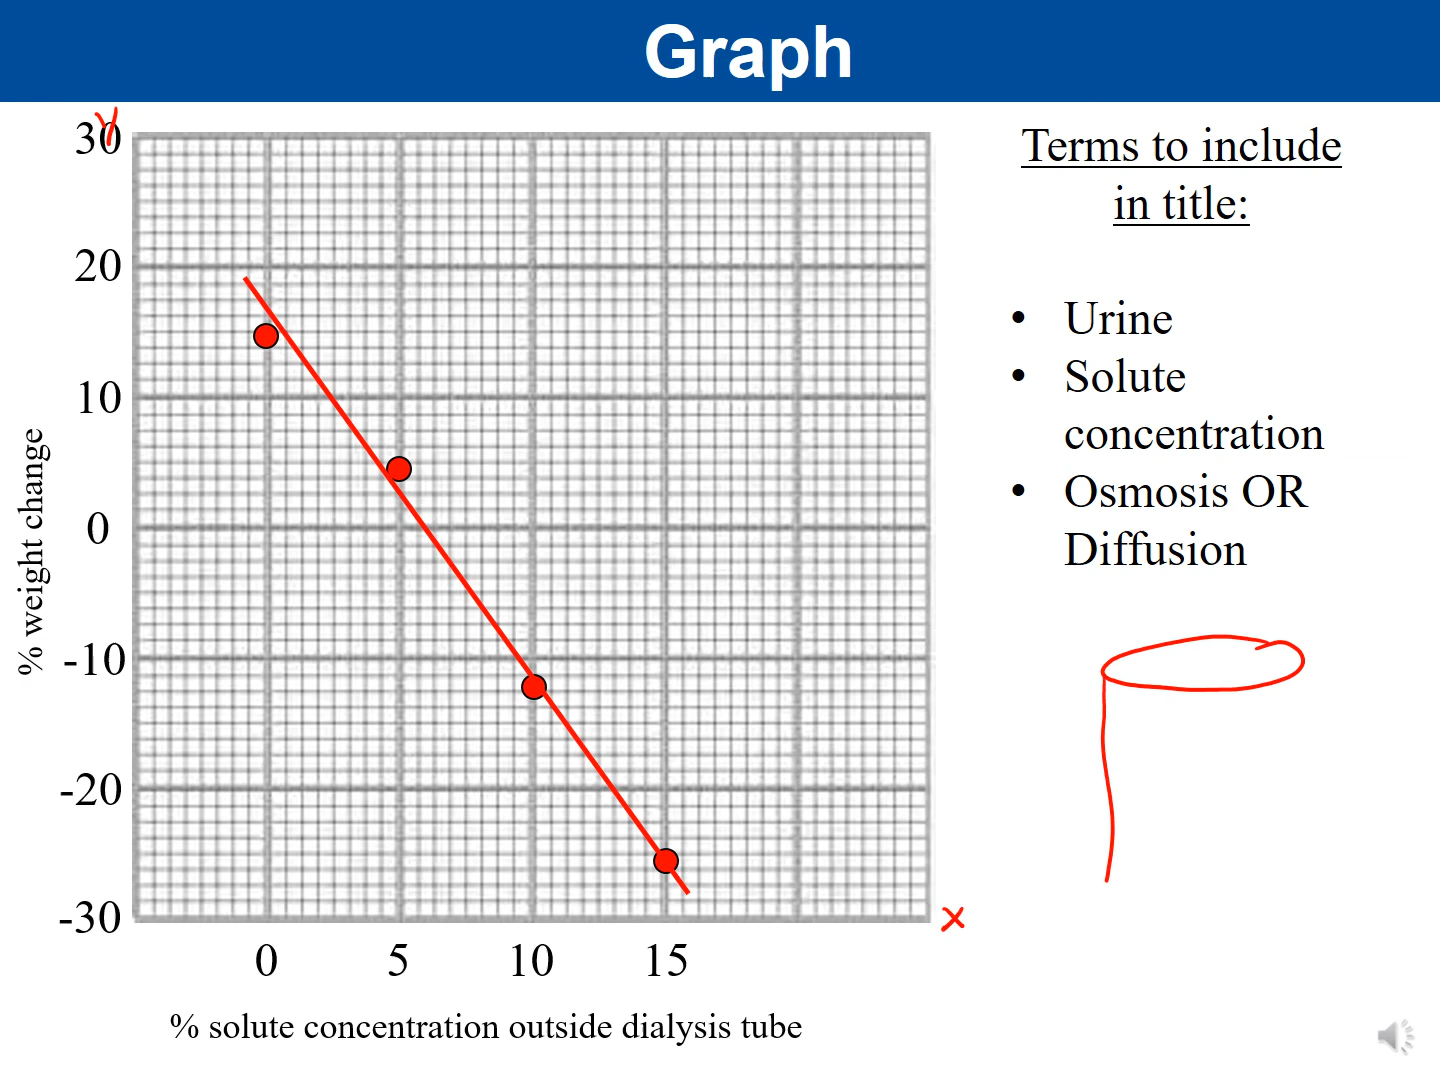 Graph
Y
30
20
10
0
-10
-20
-30
% weight change
0 5 10 15
X
% solute concentration outside dialysis tube
Terms to include
in title:
• Urine
• Solute
concentration
• Osmosis OR
Diffusion